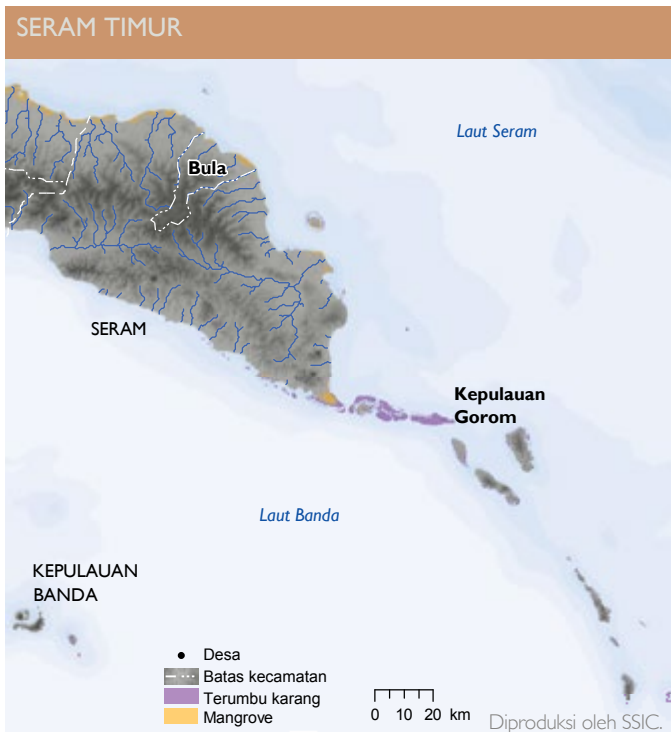 SERAM TIMUR
Laut Seram
Bula
SERAM
Kepulauan
Gorom
Laut Banda
KEPULAUAN
BANDA
Desa
Batas kecamatan
Terumbu karang
Mangrove
0 10 20 km
Diproduksi oleh SSIC.